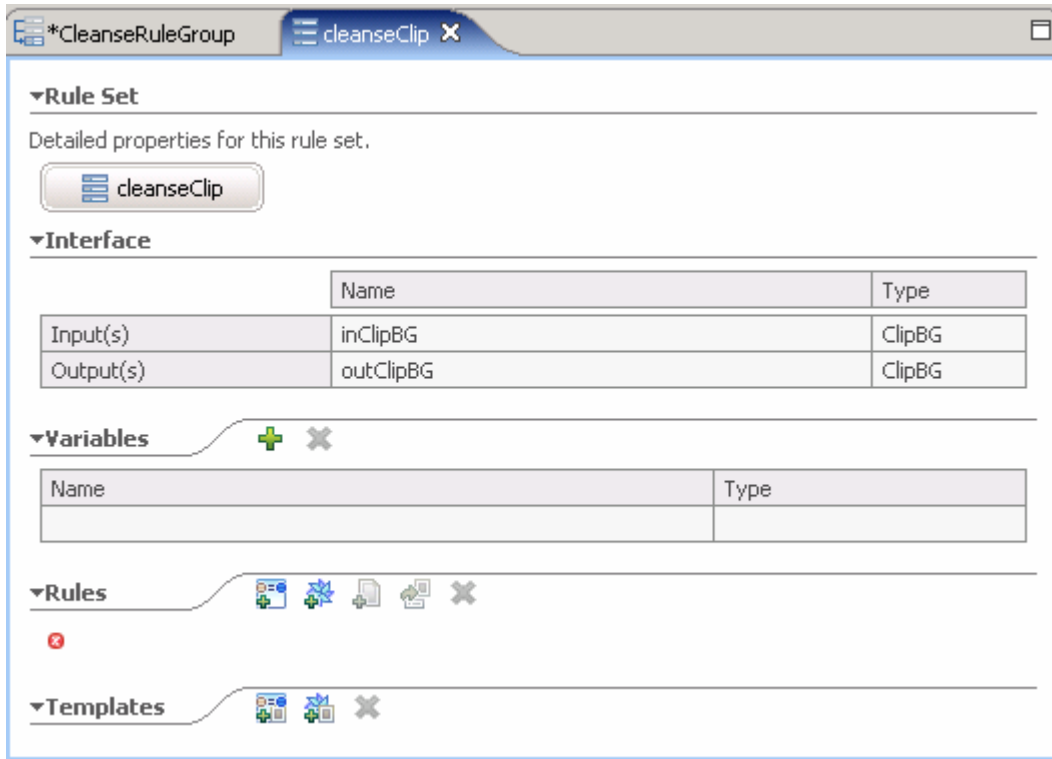 *CleanseRuleGroup cleanseClip
Rule Set
Detailed properties for this rule set.
cleanseClip
Interface
Name Type
Input(s) inClipBG ClipBG
Output(s) outClipBG ClipBG
Variables
Name Type
Rules
Templates